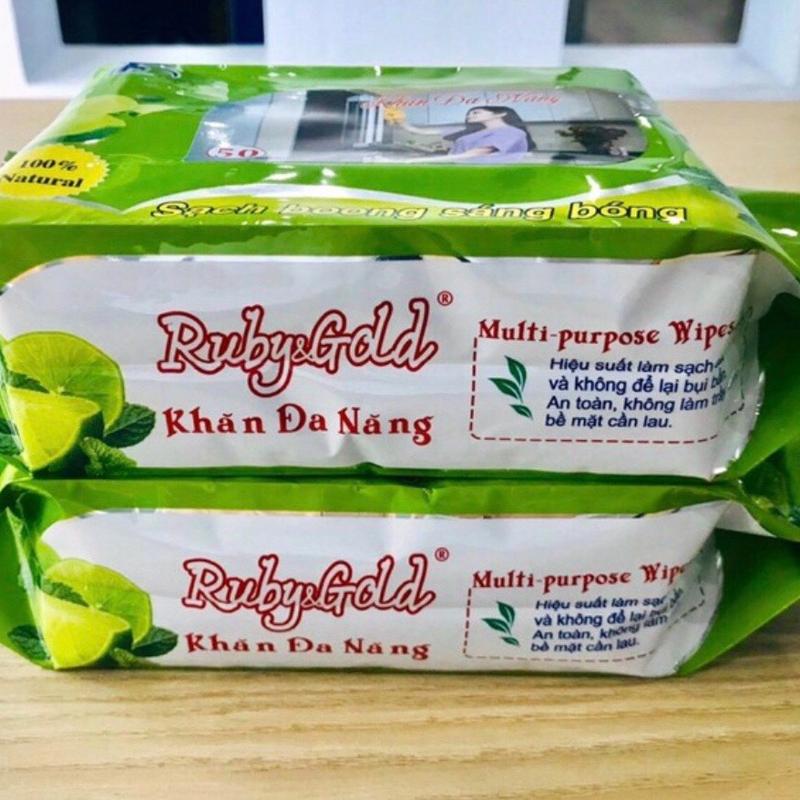 Khăn Đa Năng
50
100%
Natural
Sạch boong sáng bóng
Ruby&Gold®
Khăn Đa Năng
Multi-purpose Wipes
Hiệu suất làm sạch
và không để lại bụi bẩn
An toàn, không làm
bề mặt cần lau.
Ruby&Gold®
Khăn Đa Năng
Multi-purpose
Hiệu suất làm
và không để lại bụi
An toàn, không làm
bề mặt cần lau.